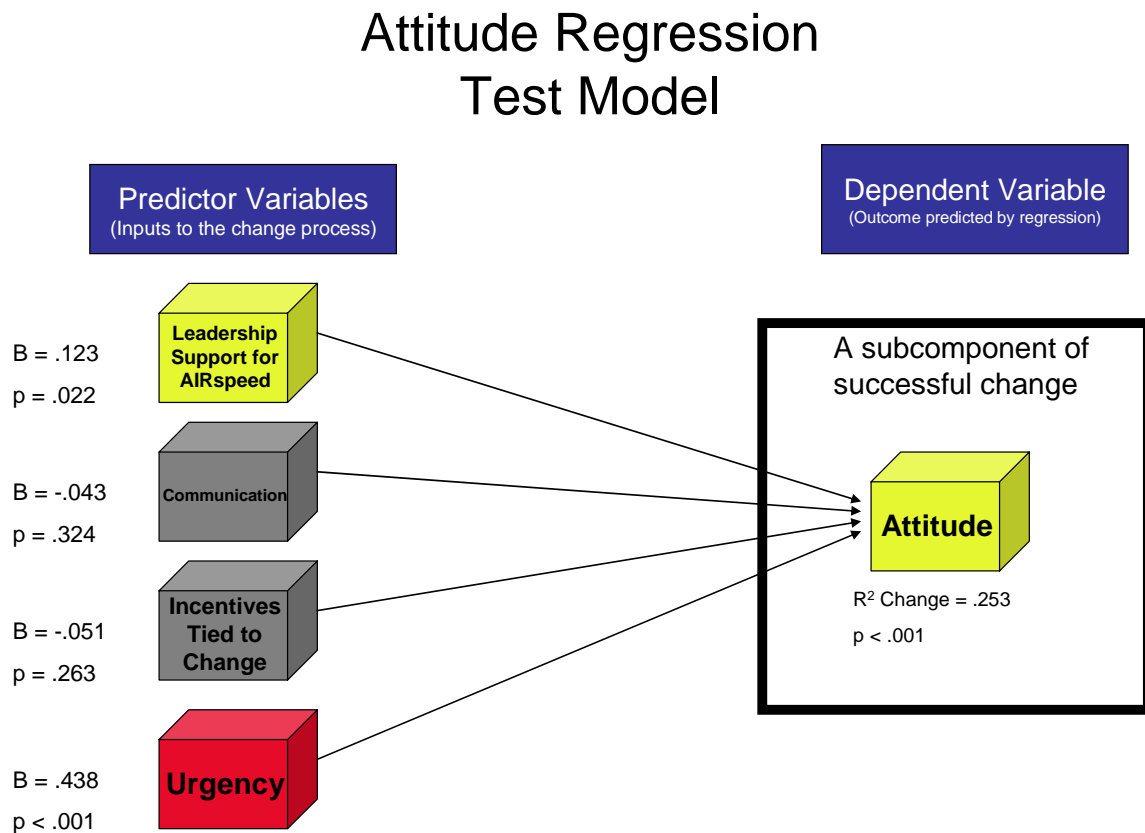 Attitude Regression
Test Model
Predictor Variables
(Inputs to the change process)
Dependent Variable
(Outcome predicted by regression)
B = .123
p = .022
Leadership
Support for
AIRspeed
B = -.043
p = .324
Communication
B = -.051
p = .263
Incentives
Tied to
Change
B = .438
p < .001
Urgency
A subcomponent of
successful change
Attitude
R² Change = .253
p < .001